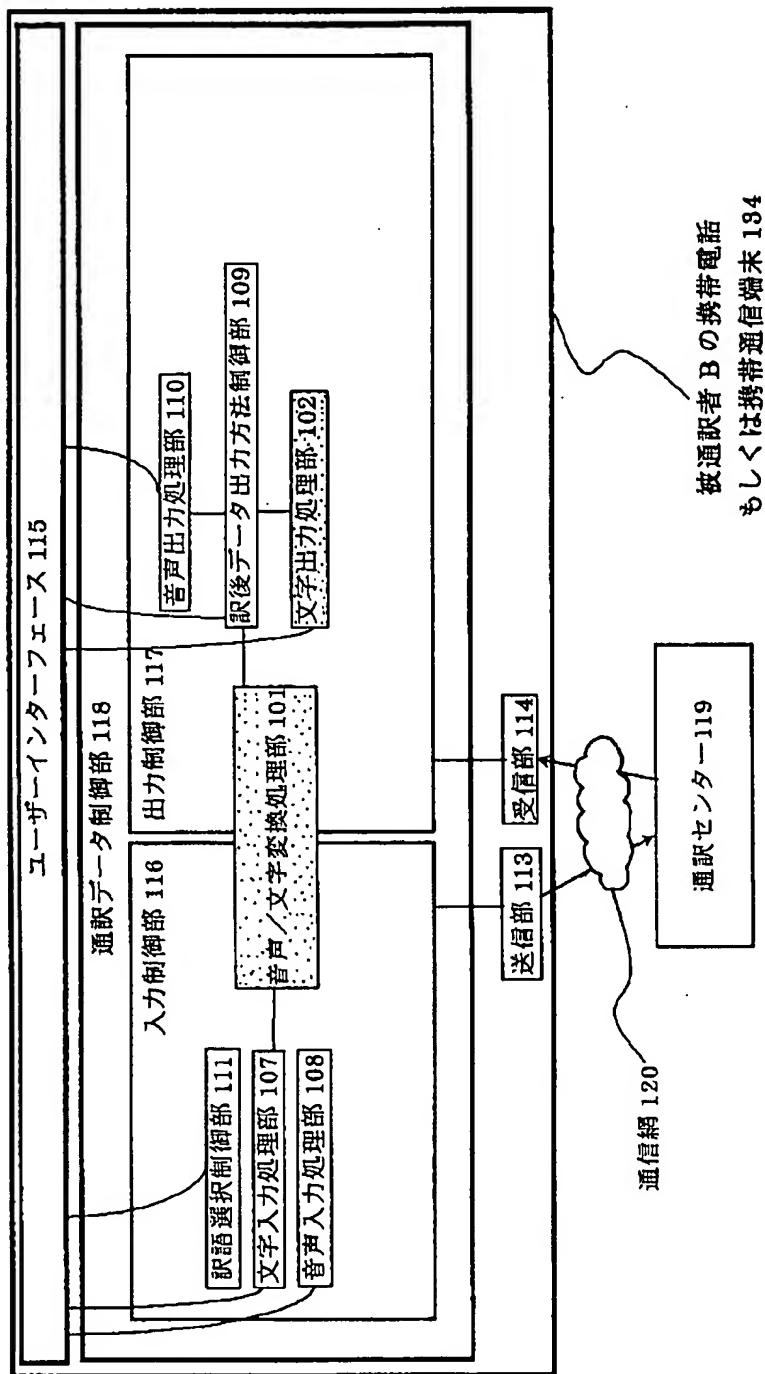 ユーザーインターフェース 115
通訳データ制御部 118
入力制御部 116
出力制御部 117
訳語選択制御部 111
文字入力処理部 107
音声入力処理部 108
音声／文字変換処理部 101
音声出力処理部 110
訳後データ出力方法制御部 109
文字出力処理部 102
送信部 113
受信部 114
通信網 120
通訳センター 119
被通訳者 B の携帯電話
もしくは携帯通信端末 134